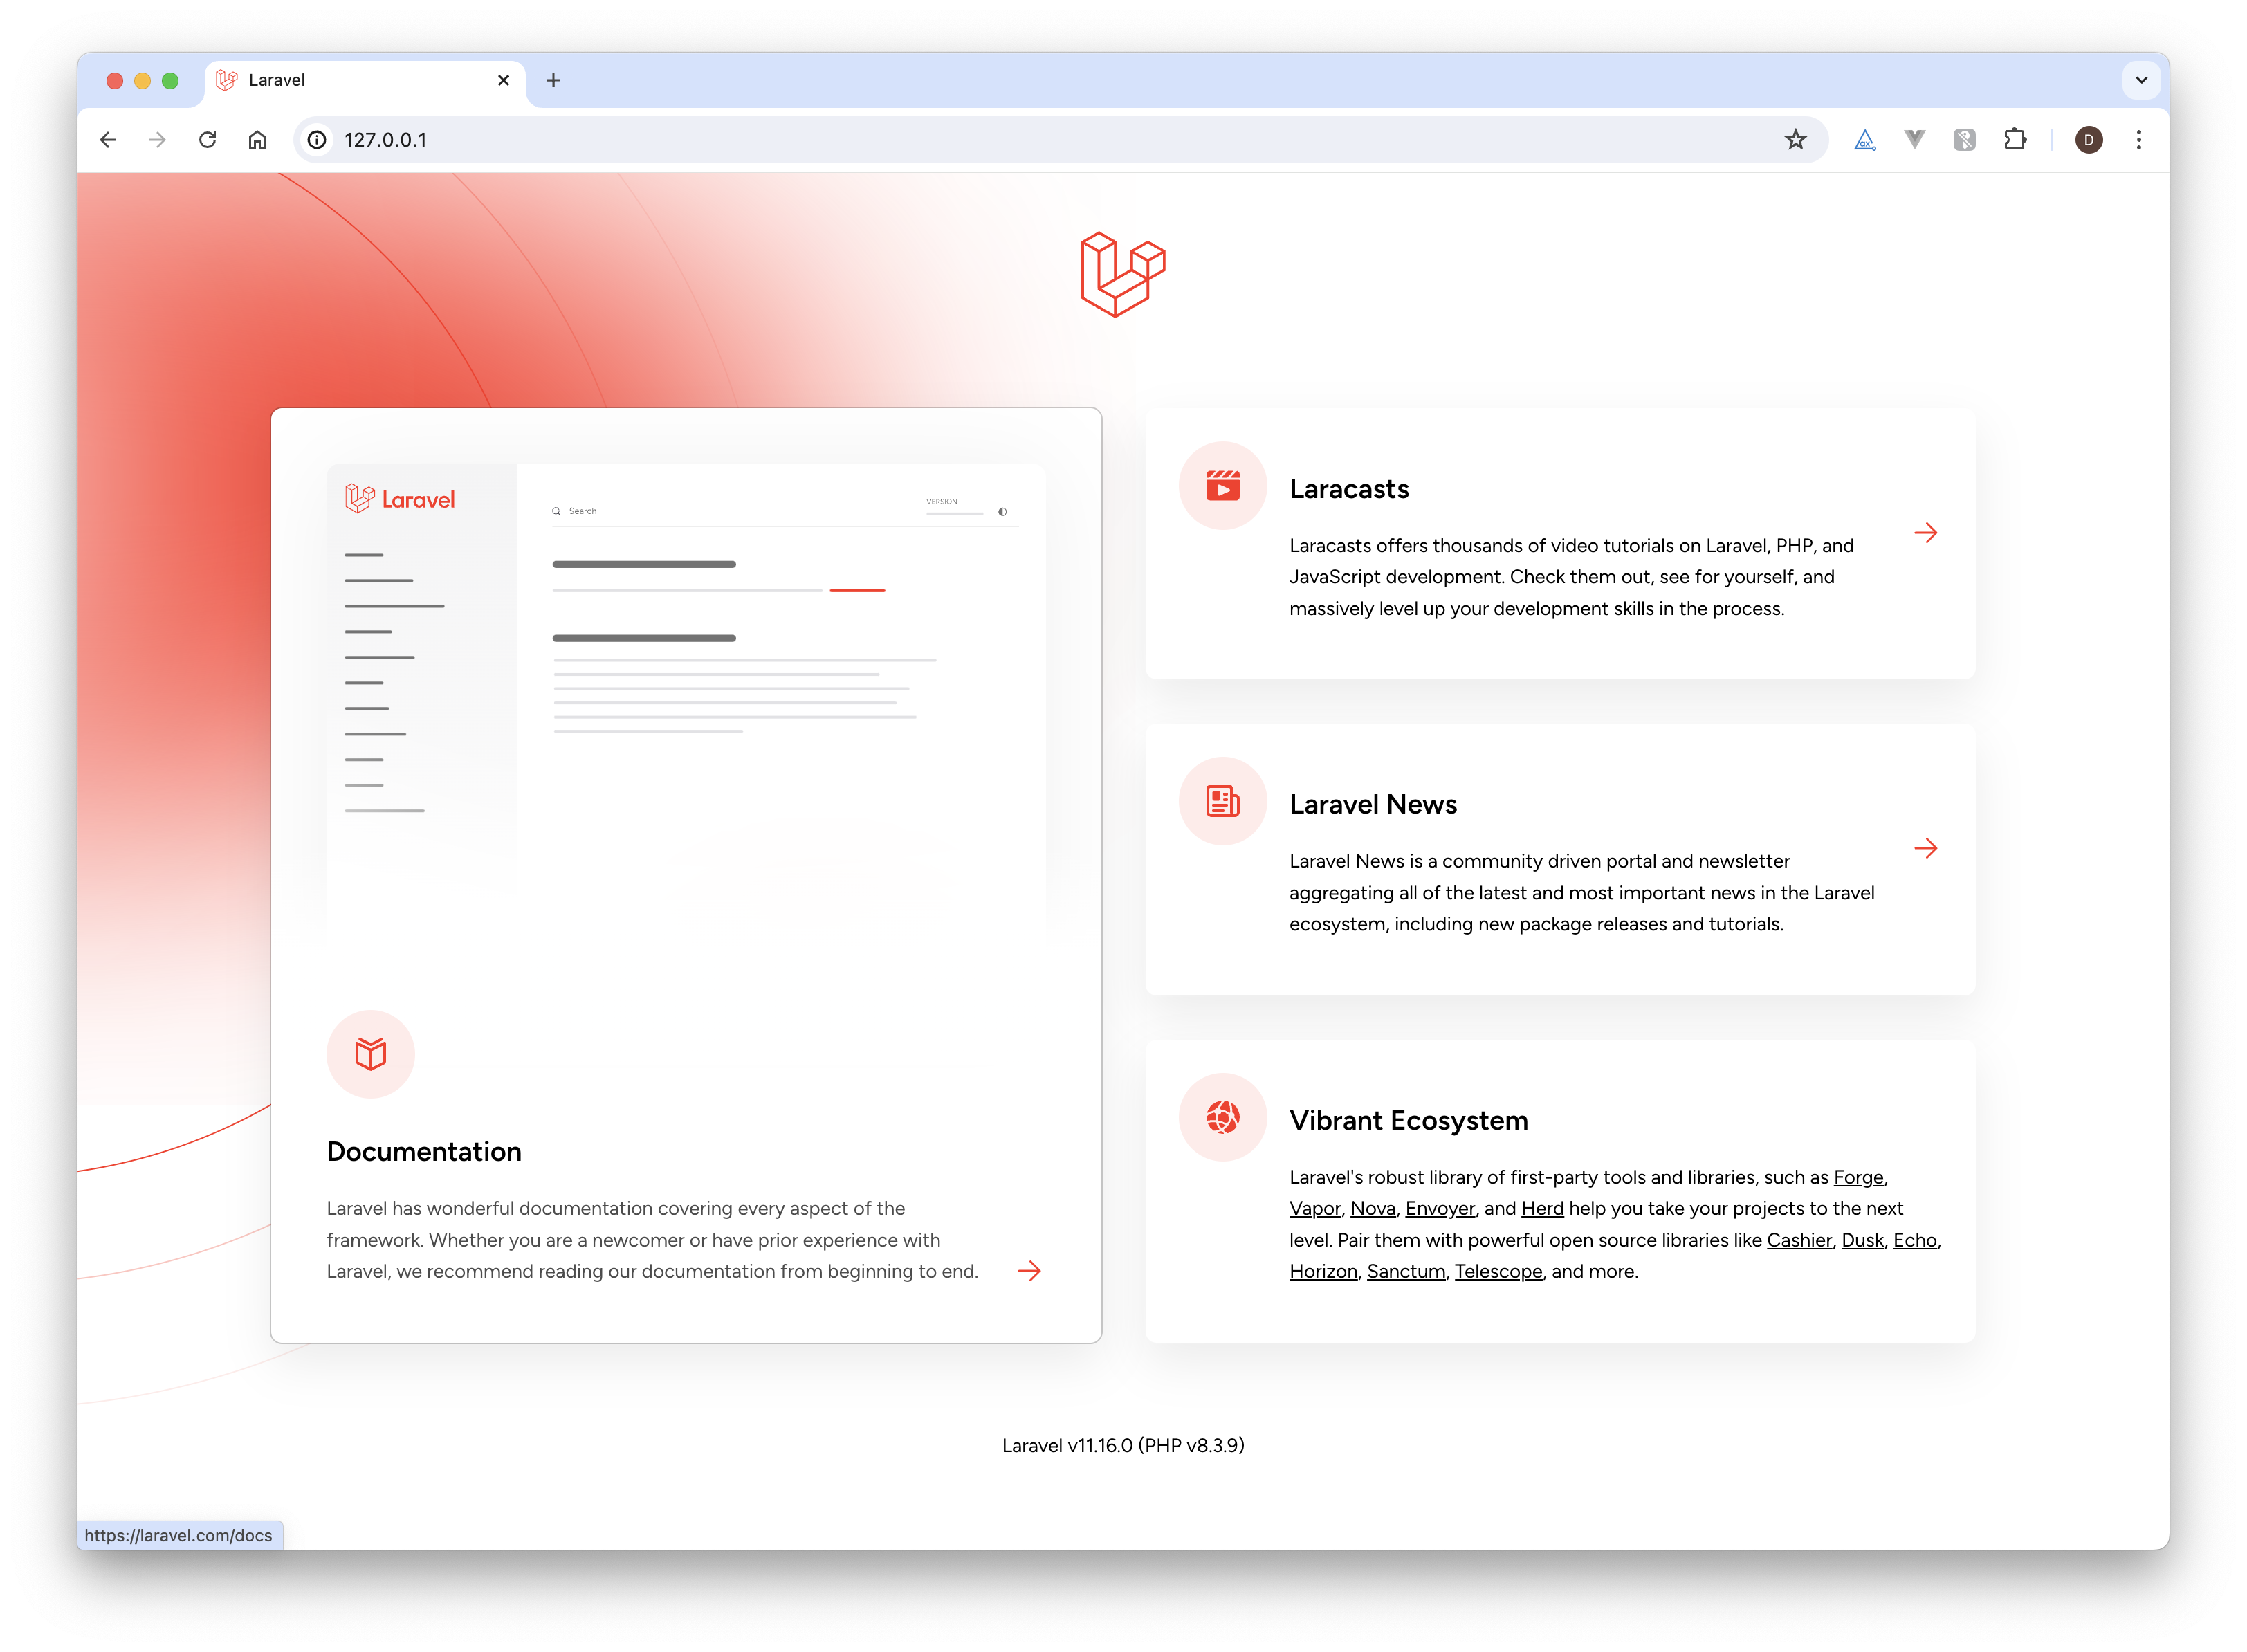 Laravel
127.0.0.1
D
Laravel
Search
VERSION
Documentation
Laravel has wonderful documentation covering every aspect of the
framework. Whether you are a newcomer or have prior experience with
Laravel, we recommend reading our documentation from beginning to end.
Laracasts
Laracasts offers thousands of video tutorials on Laravel, PHP, and
JavaScript development. Check them out, see for yourself, and
massively level up your development skills in the process.
Laravel News
Laravel News is a community driven portal and newsletter
aggregating all of the latest and most important news in the Laravel
ecosystem, including new package releases and tutorials.
Vibrant Ecosystem
Laravel's robust library of first-party tools and libraries, such as Forge,
Vapor, Nova, Envoyer, and Herd help you take your projects to the next
level. Pair them with powerful open source libraries like Cashier, Dusk, Echo,
Horizon, Sanctum, Telescope, and more.
Laravel v11.16.0 (PHP v8.3.9)
https://laravel.com/docs